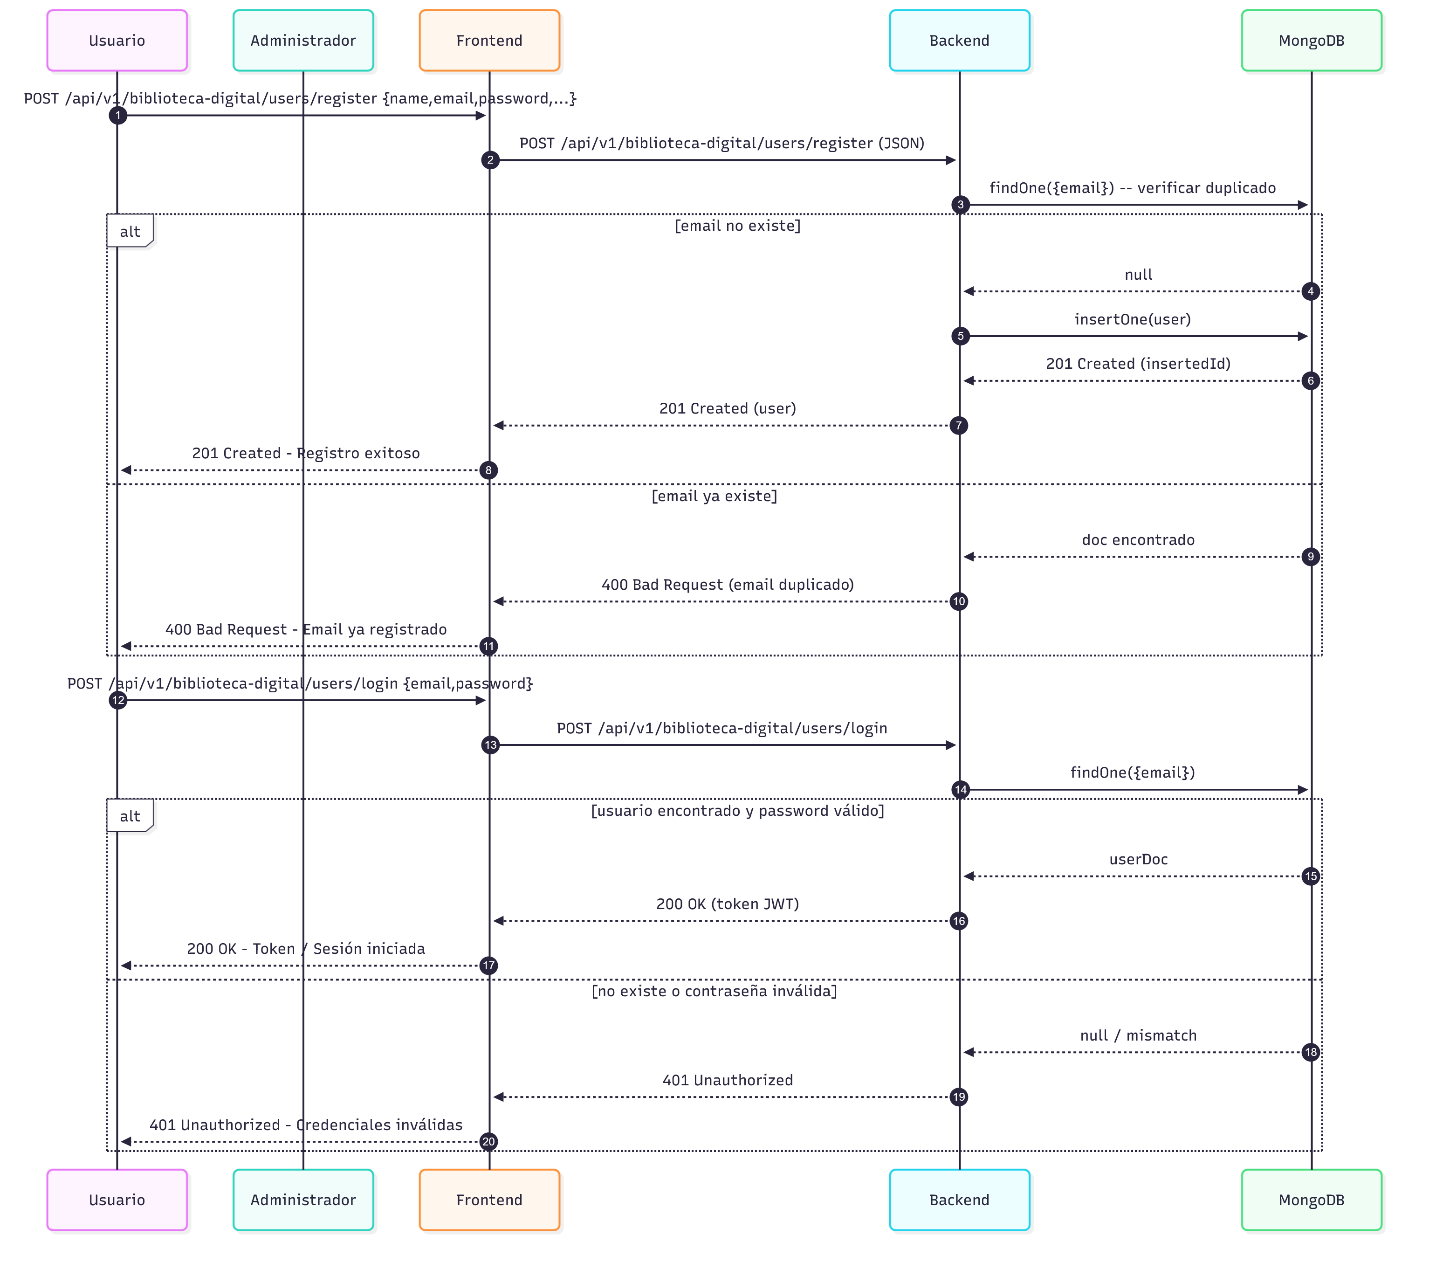 Usuario
Administrador
Frontend
Backend
MongoDB
POST /api/v1/biblioteca-digital/users/register {name,email,password,...}
1
POST /api/v1/biblioteca-digital/users/register (JSON)
2
findOne({email}) -- verificar duplicado
3
alt
[email no existe]
null
4
insertOne(user)
5
201 Created (insertedId)
6
201 Created (user)
7
201 Created - Registro exitoso
8
[email ya existe]
doc encontrado
9
400 Bad Request (email duplicado)
10
400 Bad Request - Email ya registrado
11
POST /api/v1/biblioteca-digital/users/login {email,password}
12
POST /api/v1/biblioteca-digital/users/login
13
findOne({email})
14
alt
[usuario encontrado y password válido]
userDoc
15
200 OK (token JWT)
16
200 OK - Token / Sesión iniciada
17
[no existe o contraseña inválida]
null / mismatch
18
401 Unauthorized
19
401 Unauthorized - Credenciales inválidas
20
Usuario
Administrador
Frontend
Backend
MongoDB